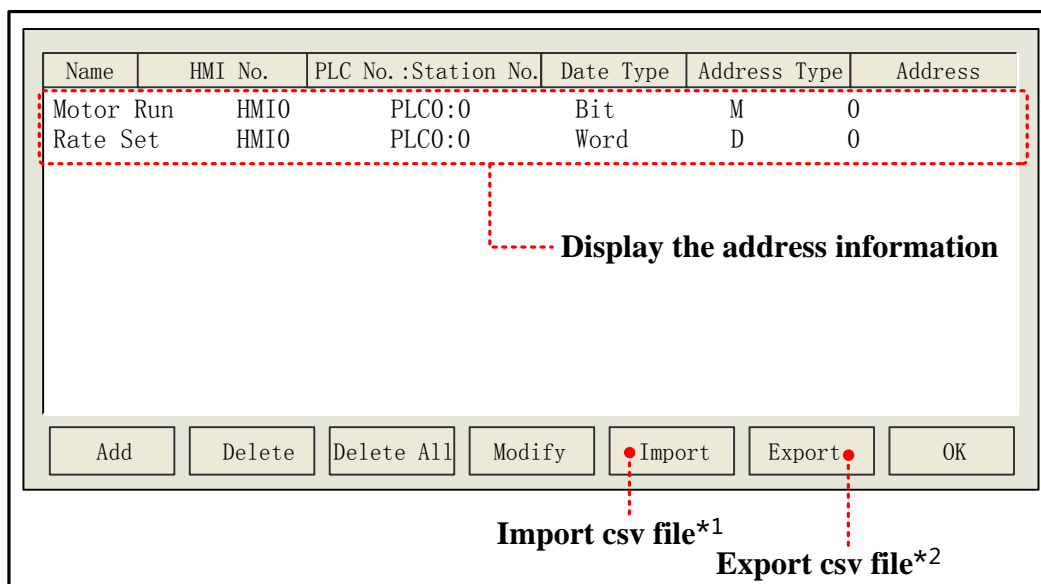 Name HMI No. PLC No.:Station No. Date Type Address Type Address
Motor Run HMI0 PLC0:0 Bit M 0
Rate Set HMI0 PLC0:0 Word D 0
Display the address information
Add Delete Delete All Modify Import Export OK
Import csv file*1
Export csv file*2